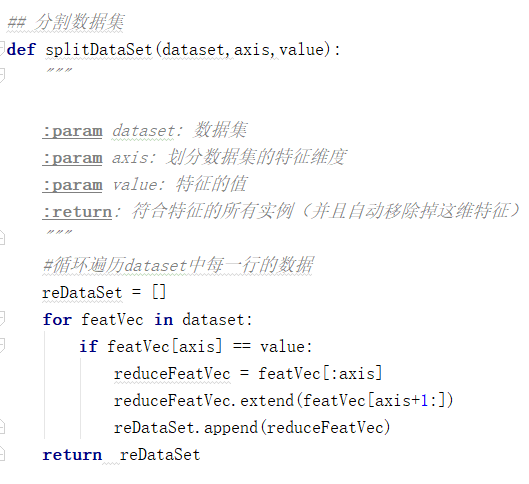 ## 分割数据集
def splitDataSet(dataset,axis,value):
    """

    :param dataset: 数据集
    :param axis: 划分数据集的特征维度
    :param value: 特征的值
    :return: 符合特征的所有实例（并且自动移除掉这维特征）
    """
    #循环遍历dataset中每一行的数据
    reDataSet = []
    for featVec in dataset:
        if featVec[axis] == value:
            reduceFeatVec = featVec[:axis]
            reduceFeatVec.extend(featVec[axis+1:])
            reDataSet.append(reduceFeatVec)
    return  reDataSet